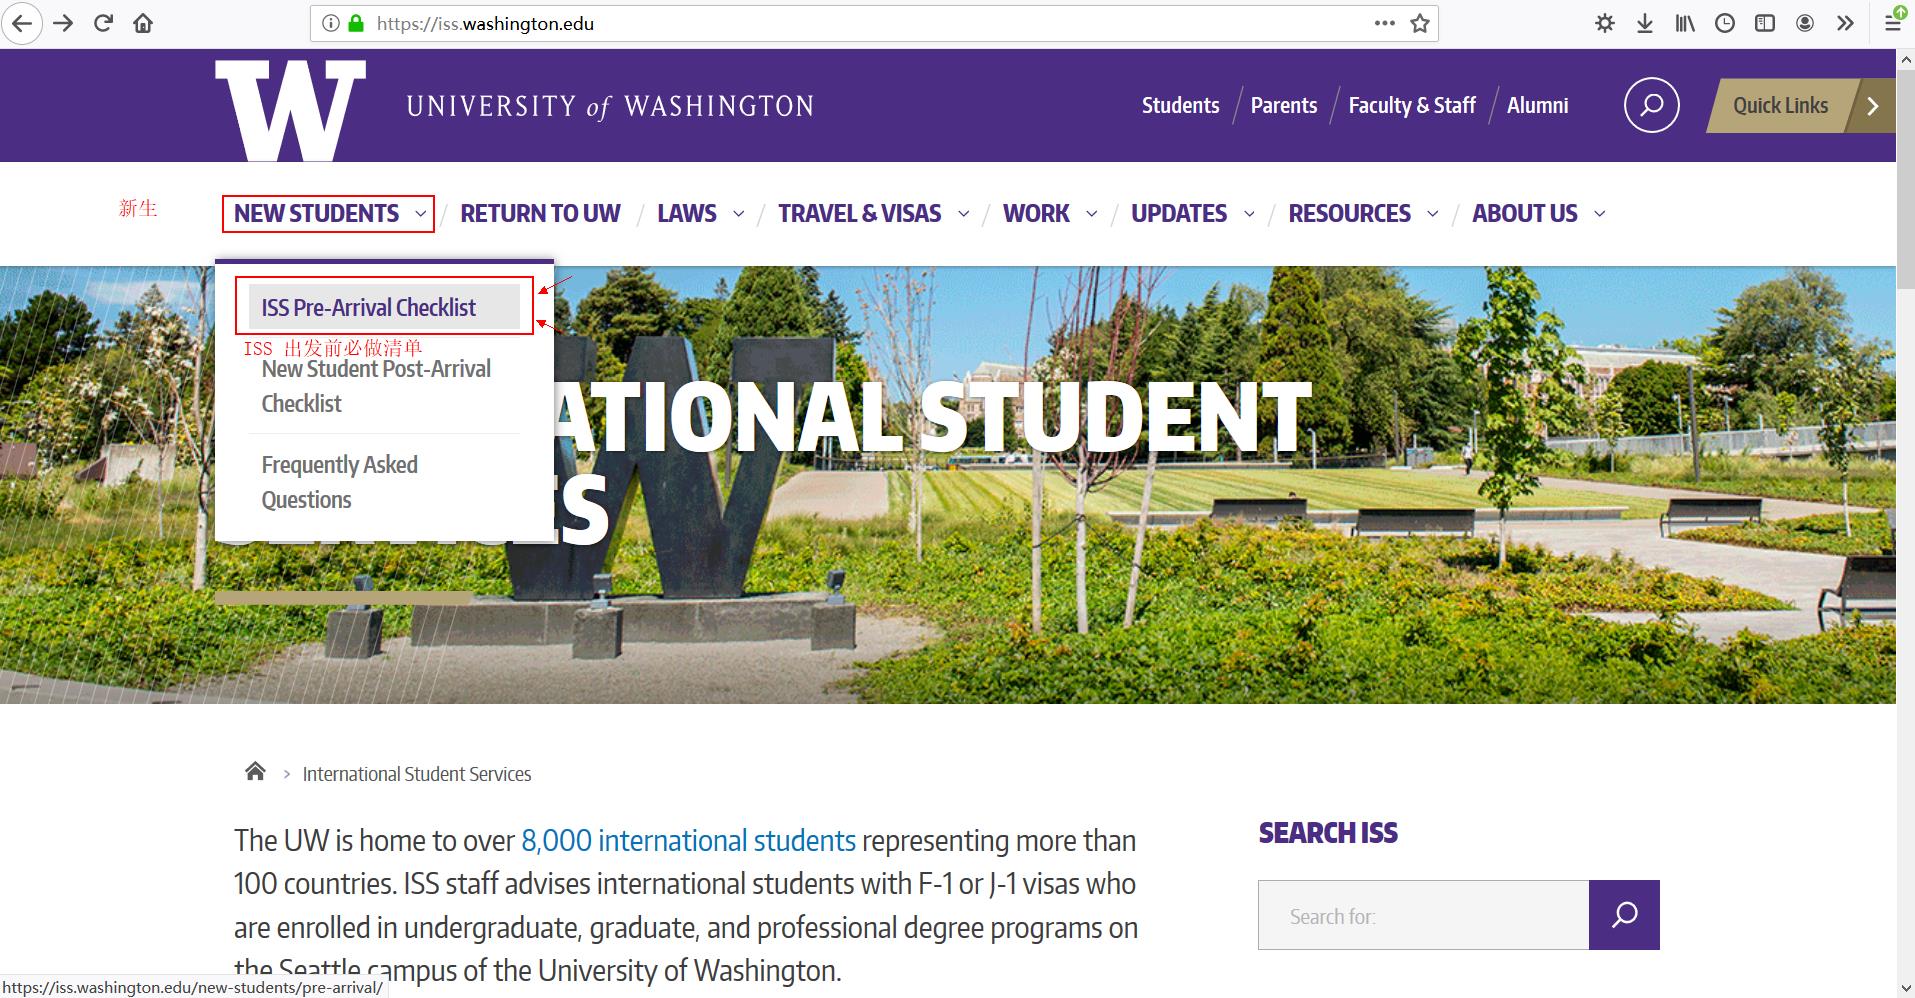 https://iss.washington.edu
W UNIVERSITY of WASHINGTON
Students
Parents
Faculty & Staff
Alumni
Quick Links
新生
NEW STUDENTS
RETURN TO UW
LAWS
TRAVEL & VISAS
WORK
UPDATES
RESOURCES
ABOUT US
ISS Pre-Arrival Checklist
ISS 出发前必做清单
New Student Post-Arrival
Checklist
Frequently Asked
Questions
ATIONAL STUDENT
ES
International Student Services
The UW is home to over 8,000 international students representing more than
100 countries. ISS staff advises international students with F-1 or J-1 visas who
are enrolled in undergraduate, graduate, and professional degree programs on
the Seattle campus of the University of Washington.
SEARCH ISS
Search for:
https://iss.washington.edu/new-students/pre-arrival/